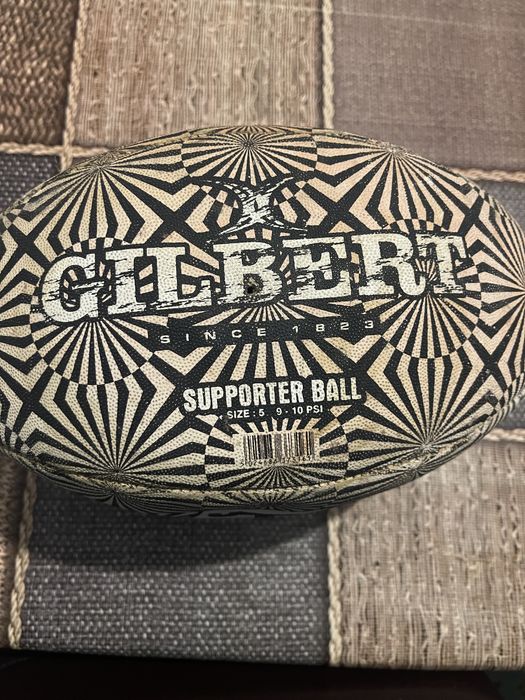 GILBERT
SINCE 1823
SUPPORTER BALL
SIZE : 5  9 - 10 PSI